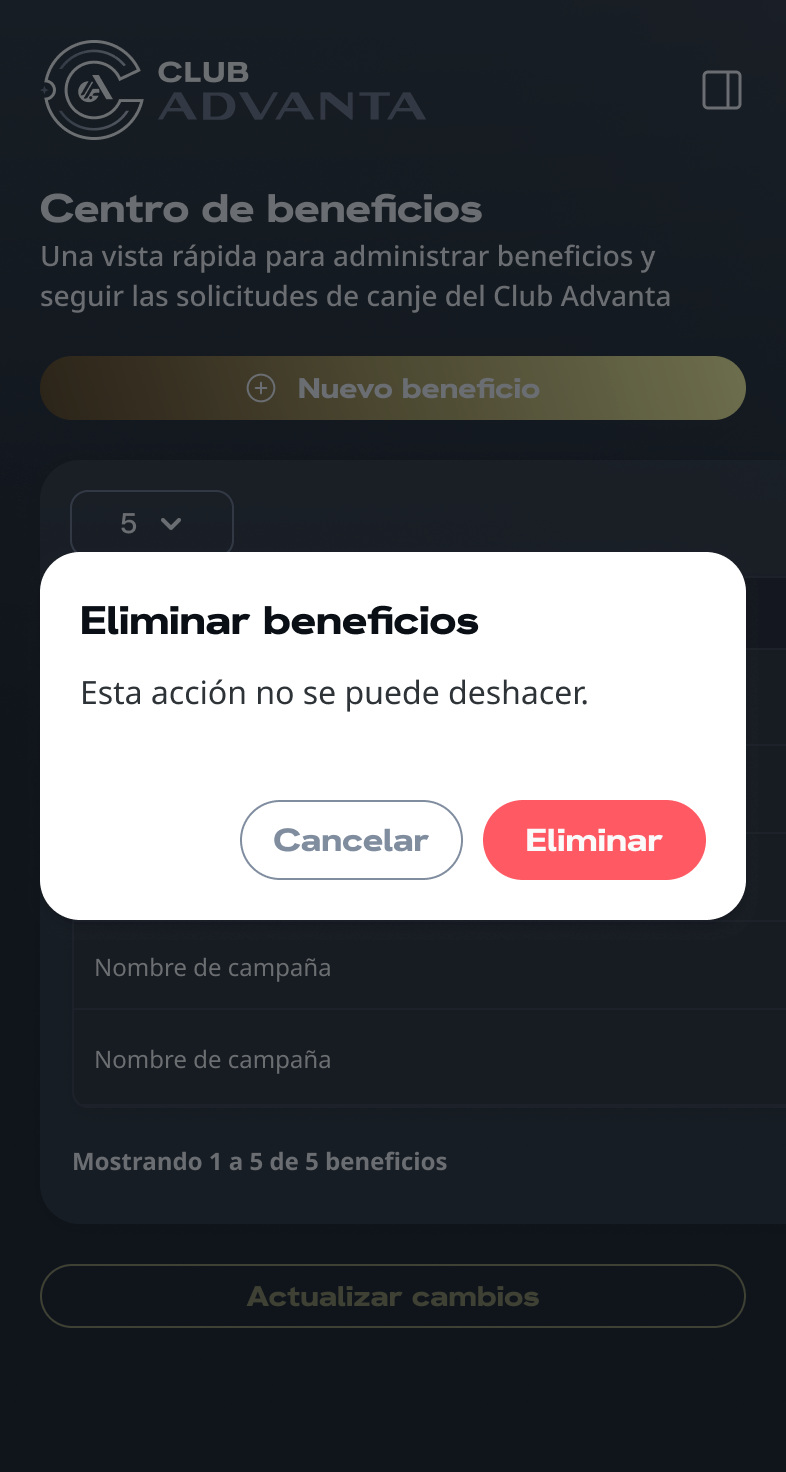 CLUB
ADVANTA
Centro de beneficios
Una vista rápida para administrar beneficios y
seguir las solicitudes de canje del Club Advanta
Nuevo beneficio
5
Eliminar beneficios
Esta acción no se puede deshacer.
Cancelar
Eliminar
Nombre de campaña
Nombre de campaña
Mostrando 1 a 5 de 5 beneficios
Actualizar cambios